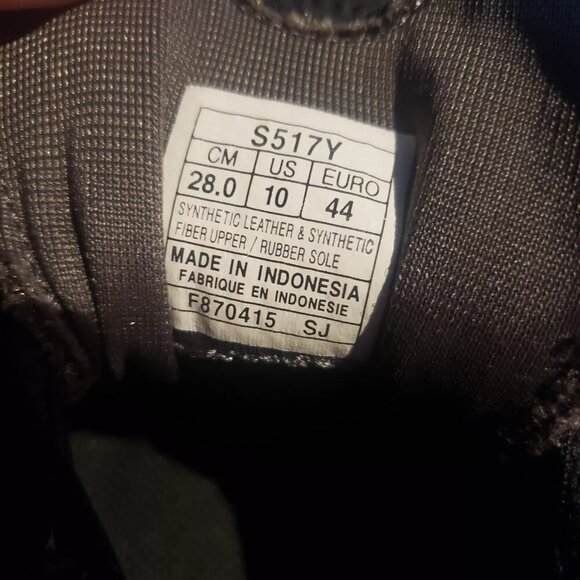 S517Y
CM US EURO
28.0 10 44
SYNTHETIC LEATHER & SYNTHETIC
FIBER UPPER / RUBBER SOLE
MADE IN INDONESIA
FABRIQUE EN INDONESIE
F870415 SJ